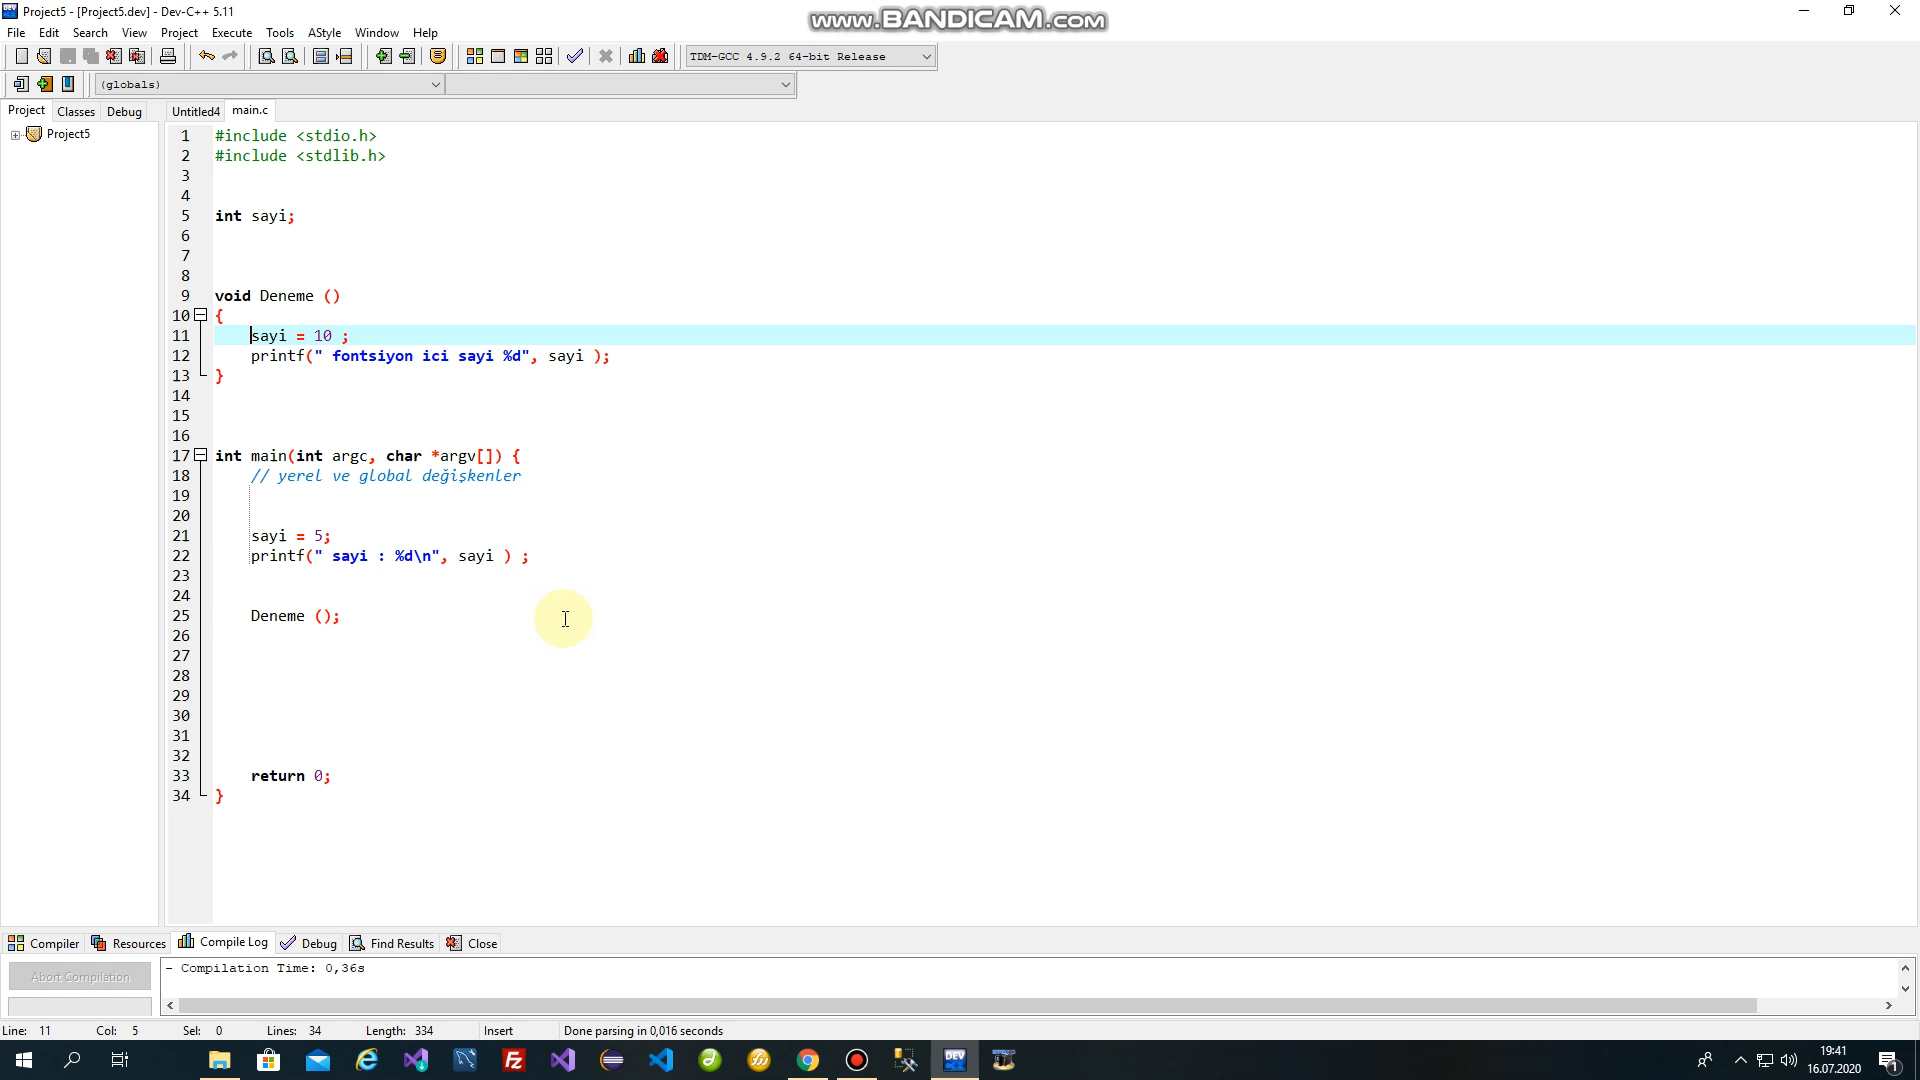 Project5 - [Project5.dev] - Dev-C++ 5.11
www.BANDICAM.com
File Edit Search View Project Execute Tools AStyle Window Help
TDM-GCC 4.9.2 64-bit Release
(globals)
Project Classes Debug Untitled4 main.c
Project5
1 #include <stdio.h>
2 #include <stdlib.h>
3
4
5 int sayi;
6
7
8
9 void Deneme ()
10 {
11 sayi = 10 ;
12 printf(" fontsiyon ici sayi %d", sayi );
13 }
14
15
16
17 int main(int argc, char *argv[]) {
18 // yerel ve global değişkenler
19
20
21 sayi = 5;
22 printf(" sayi : %d\n", sayi ) ;
23
24
25 Deneme ();
26
27
28
29
30
31
32
33 return 0;
34 }
Compiler Resources Compile Log Debug Find Results Close
Abort Compilation
- Compilation Time: 0,36s
Line: 11 Col: 5 Sel: 0 Lines: 34 Length: 334 Insert Done parsing in 0,016 seconds
DEV
19:41
16.07.2020
1